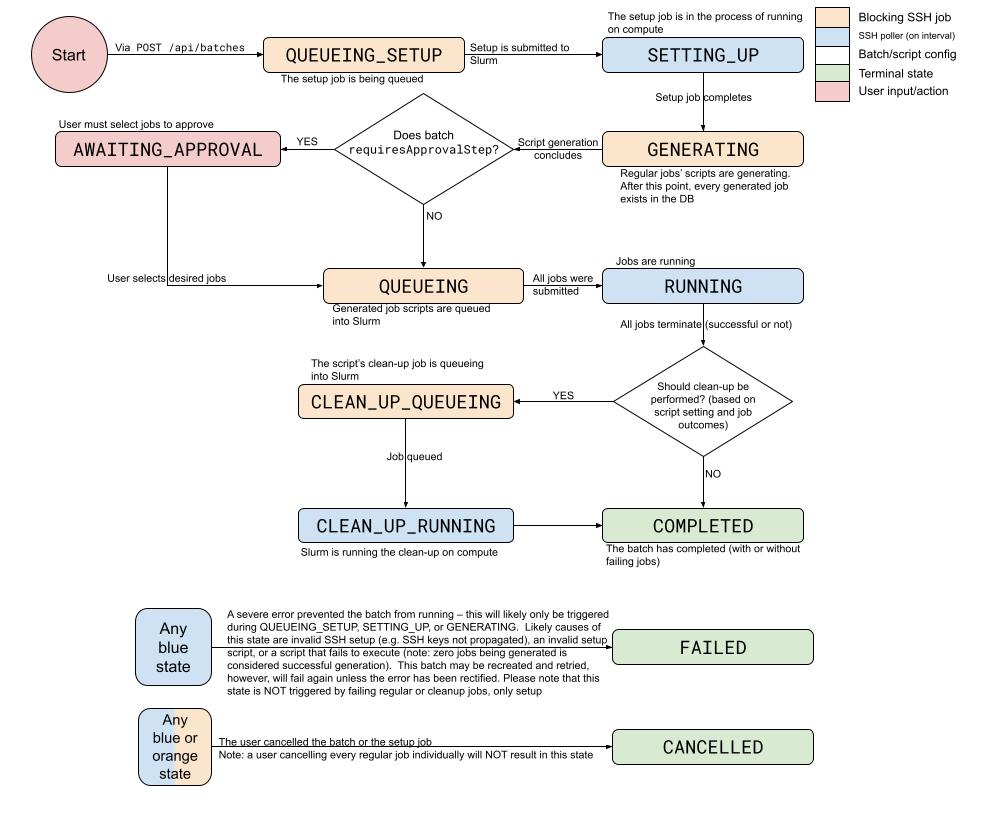 Start
Via POST /api/batches
QUEUEING_SETUP
The setup job is being queued
Setup is submitted to
Slurm
The setup job is in the process of running
on compute
SETTING_UP
Blocking SSH job
SSH poller (on interval)
Batch/script config
Terminal state
User input/action
Setup job completes
User must select jobs to approve
AWAITING_APPROVAL
YES
Does batch
requiresApprovalStep?
Script generation
concludes
GENERATING
Regular jobs' scripts are generating.
After this point, every generated job
exists in the DB
NO
User selects desired jobs
QUEUEING
Generated job scripts are queued
into Slurm
All jobs were
submitted
Jobs are running
RUNNING
All jobs terminate (successful or not)
The script's clean-up job is queueing
into Slurm
CLEAN_UP_QUEUEING
YES
Should clean-up be
performed? (based on
script setting and job
outcomes)
Job queued
NO
CLEAN_UP_RUNNING
Slurm is running the clean-up on compute
COMPLETED
The batch has completed (with or without
failing jobs)
Any
blue
state
A severe error prevented the batch from running – this will likely only be triggered
during QUEUEING_SETUP, SETTING_UP, or GENERATING.  Likely causes of
this state are invalid SSH setup (e.g. SSH keys not propagated), an invalid setup
script, or a script that fails to execute (note: zero jobs being generated is
considered successful generation).  This batch may be recreated and retried,
however, will fail again unless the error has been rectified. Please note that this
state is NOT triggered by failing regular or cleanup jobs, only setup
FAILED
Any
blue or
orange
state
The user cancelled the batch or the setup job
Note: a user cancelling every regular job individually will NOT result in this state
CANCELLED